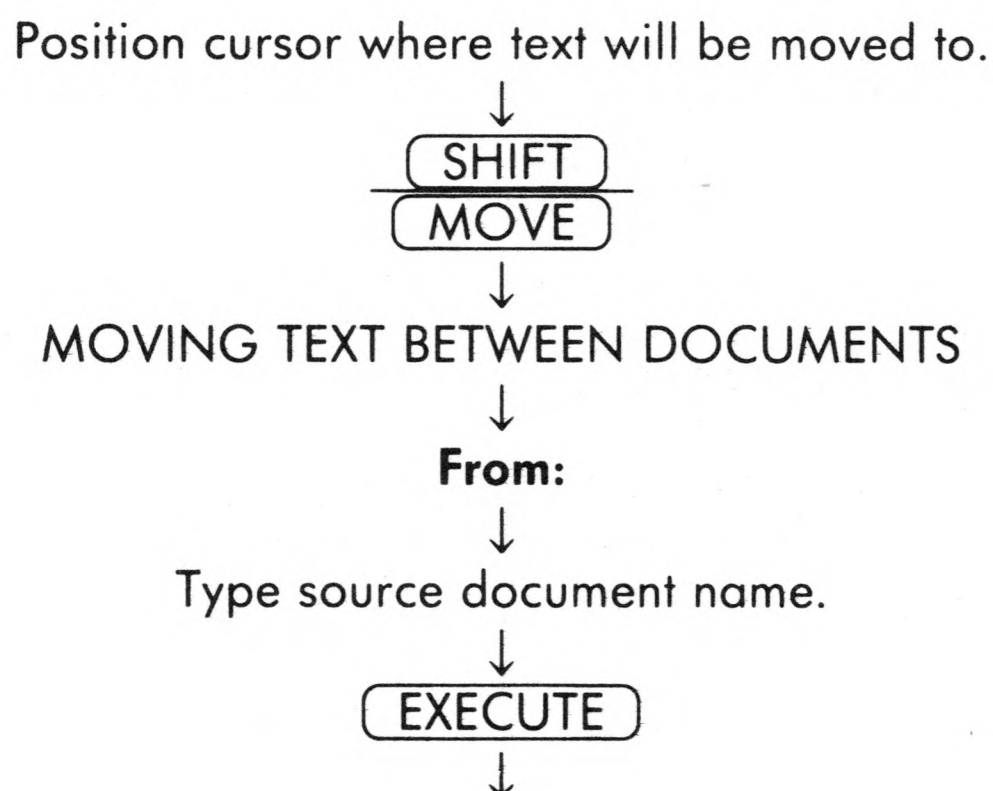 Position cursor where text will be moved to.
SHIFT
MOVE
MOVING TEXT BETWEEN DOCUMENTS
From:
Type source document name.
EXECUTE